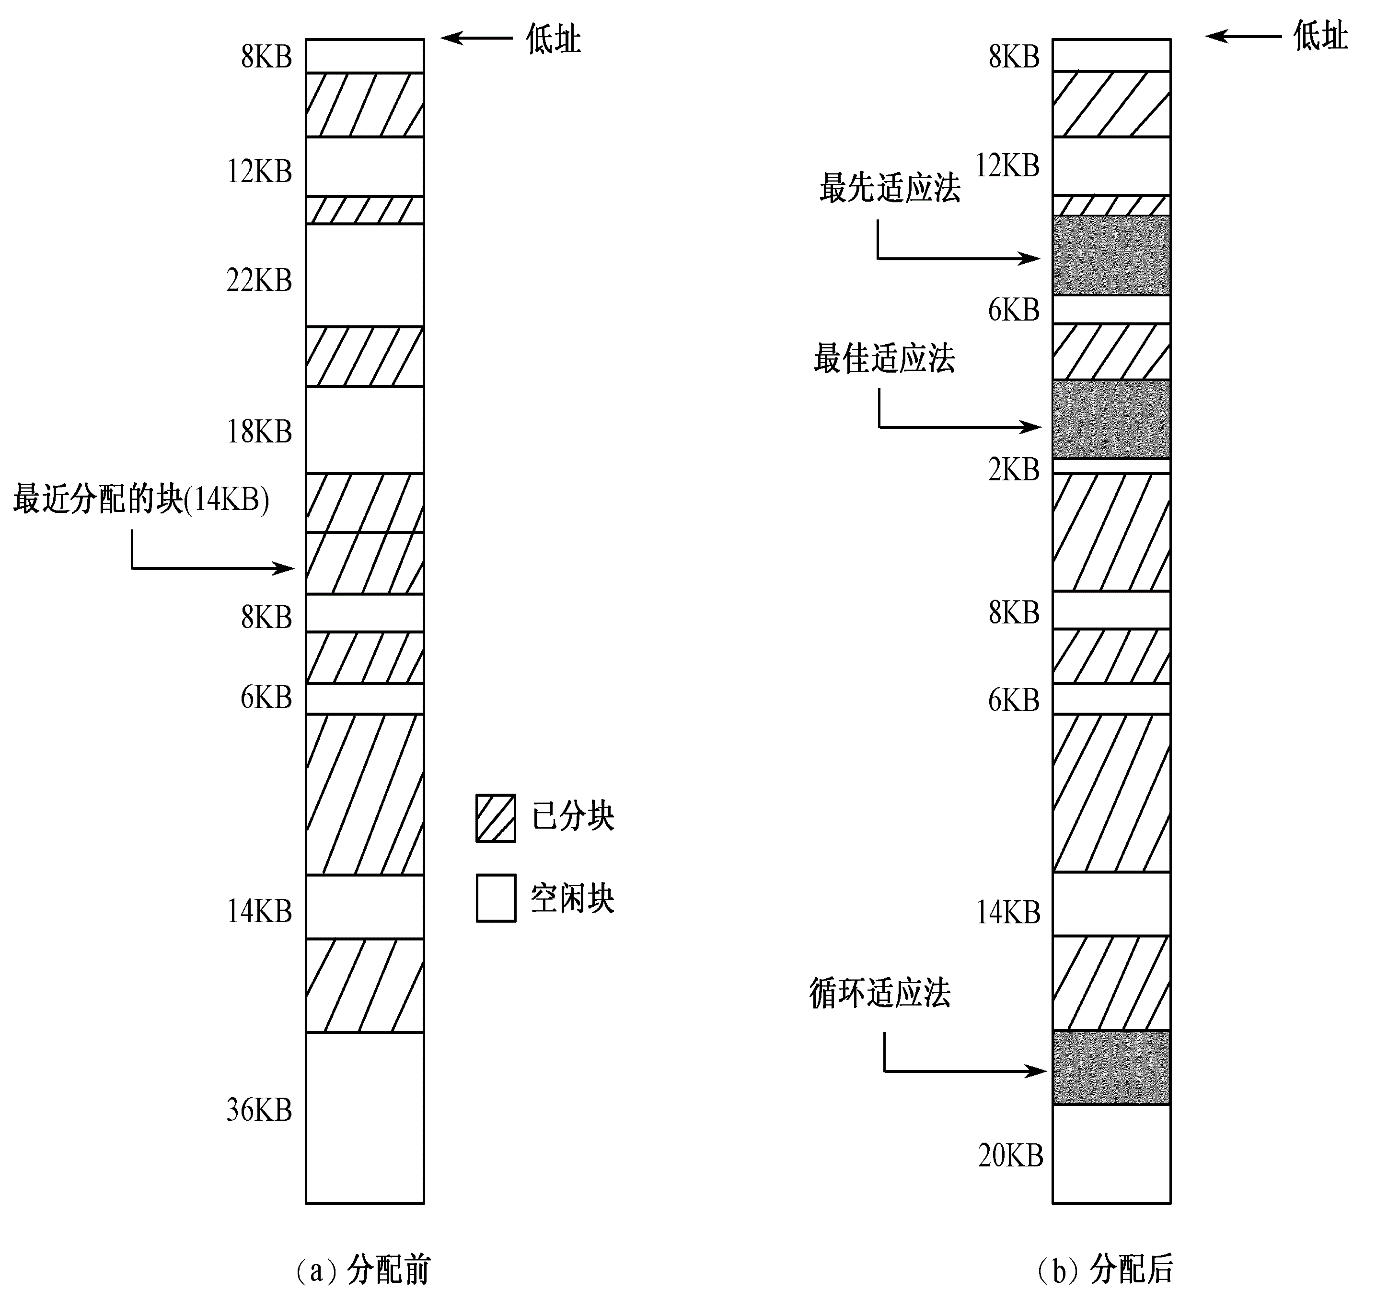 低址
8KB
12KB
22KB
18KB
最近分配的块(14KB)
8KB
6KB
14KB
36KB
已分块
空闲块
(a)分配前
低址
8KB
12KB
最先适应法
6KB
最佳适应法
2KB
8KB
6KB
14KB
循环适应法
20KB
(b)分配后